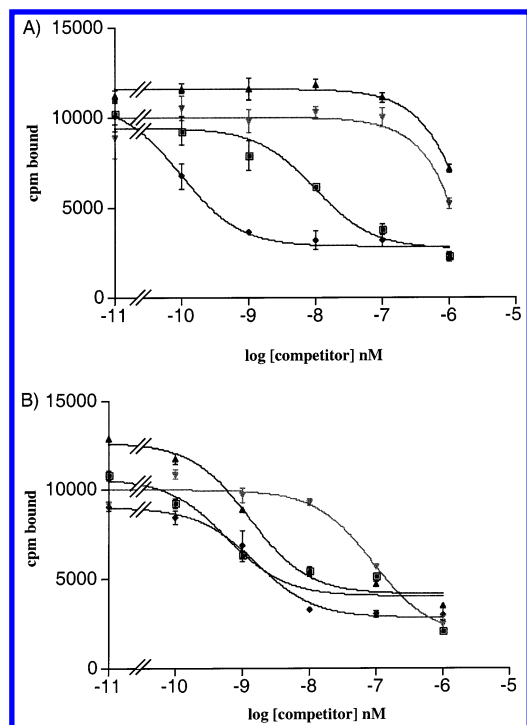 A)
15000
10000
5000
0
cpm bound
-11 -10 -9 -8 -7 -6 -5
log [competitor] nM
B)
15000
10000
5000
0
cpm bound
-11 -10 -9 -8 -7 -6 -5
log [competitor] nM